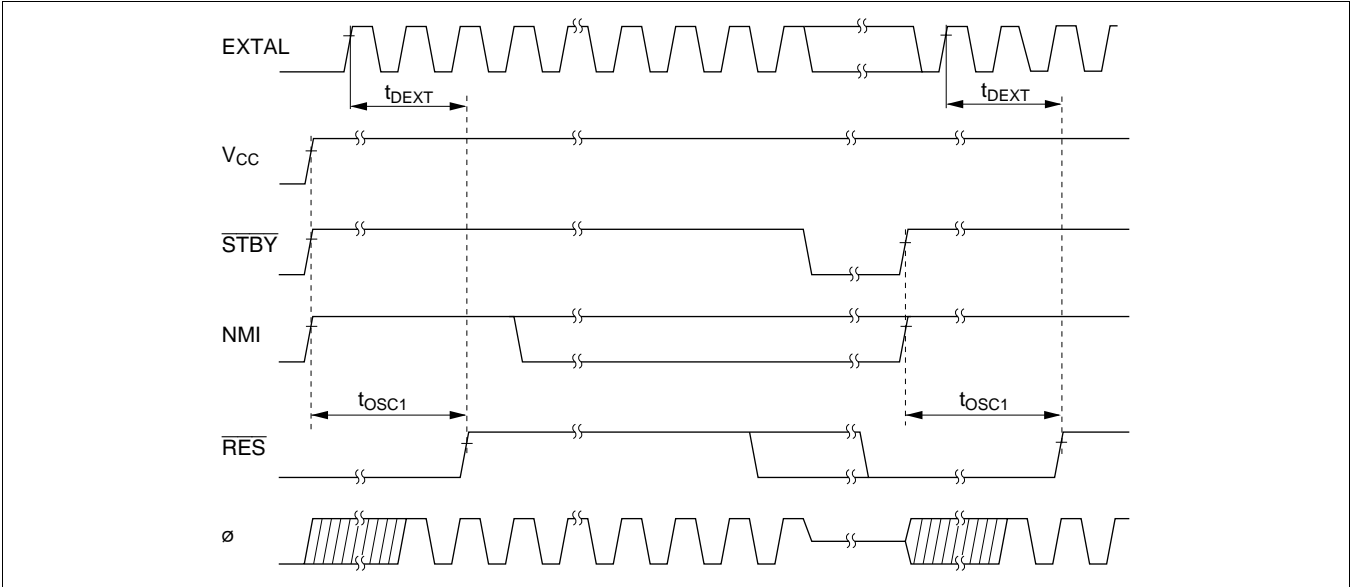 EXTAL
tDEXT
tDEXT
VCC
STBY
NMI
tOSC1
tOSC1
RES
ø